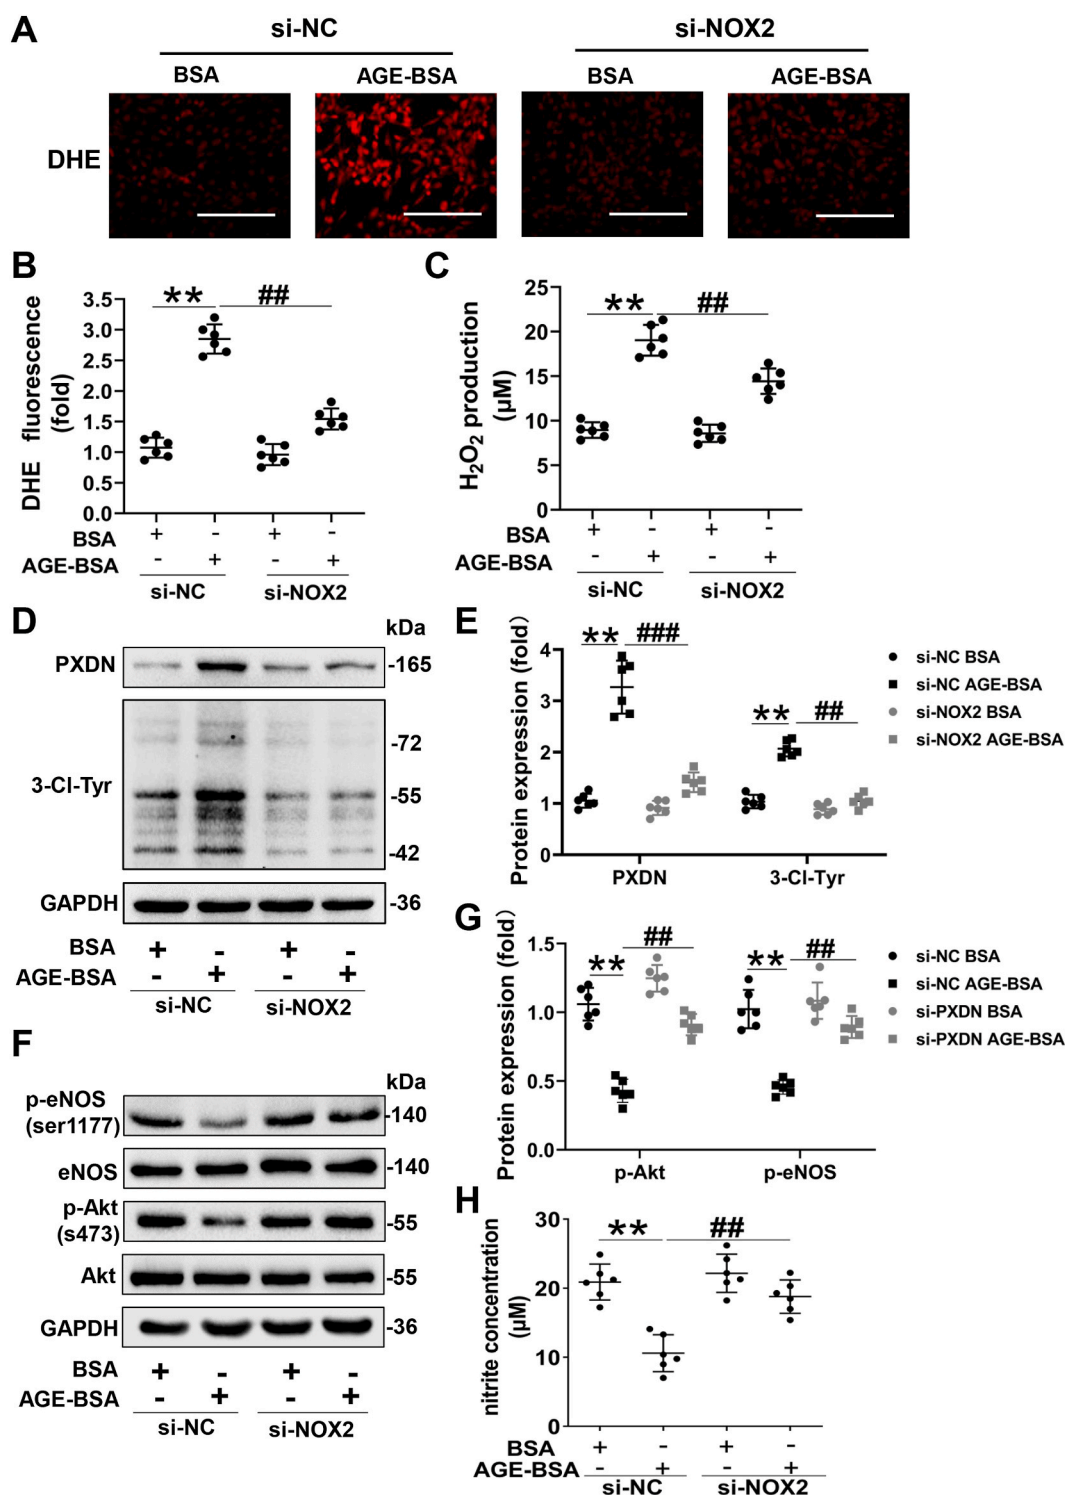 A
si-NC
si-NOX2
BSA
AGE-BSA
BSA
AGE-BSA
DHE
B
DHE fluorescence
(fold)
3.5
3.0
2.5
2.0
1.5
1.0
0.5
0.0
**
##
BSA + - + -
AGE-BSA - + - +
si-NC
si-NOX2
C
H2O2 production
(µM)
25
20
15
10
5
0
**
##
BSA + - + -
AGE-BSA - + - +
si-NC
si-NOX2
D
kDa
PXDN
-165
3-Cl-Tyr
-72
-55
-42
GAPDH
-36
BSA + - + -
AGE-BSA - + - +
si-NC
si-NOX2
E
Protein expression (fold)
4
3
2
1
0
**
###
**
##
PXDN
3-Cl-Tyr
si-NC BSA
si-NC AGE-BSA
si-NOX2 BSA
si-NOX2 AGE-BSA
F
kDa
p-eNOS
(ser1177)
-140
eNOS
-140
p-Akt
(s473)
-55
Akt
-55
GAPDH
-36
BSA + - + -
AGE-BSA - + - +
si-NC
si-NOX2
G
Protein expression (fold)
1.5
1.0
0.5
0.0
**
##
**
##
p-Akt
p-eNOS
si-NC BSA
si-NC AGE-BSA
si-PXDN BSA
si-PXDN AGE-BSA
H
nitrite concentration
(µM)
30
20
10
0
**
##
BSA + - + -
AGE-BSA - + - +
si-NC
si-NOX2